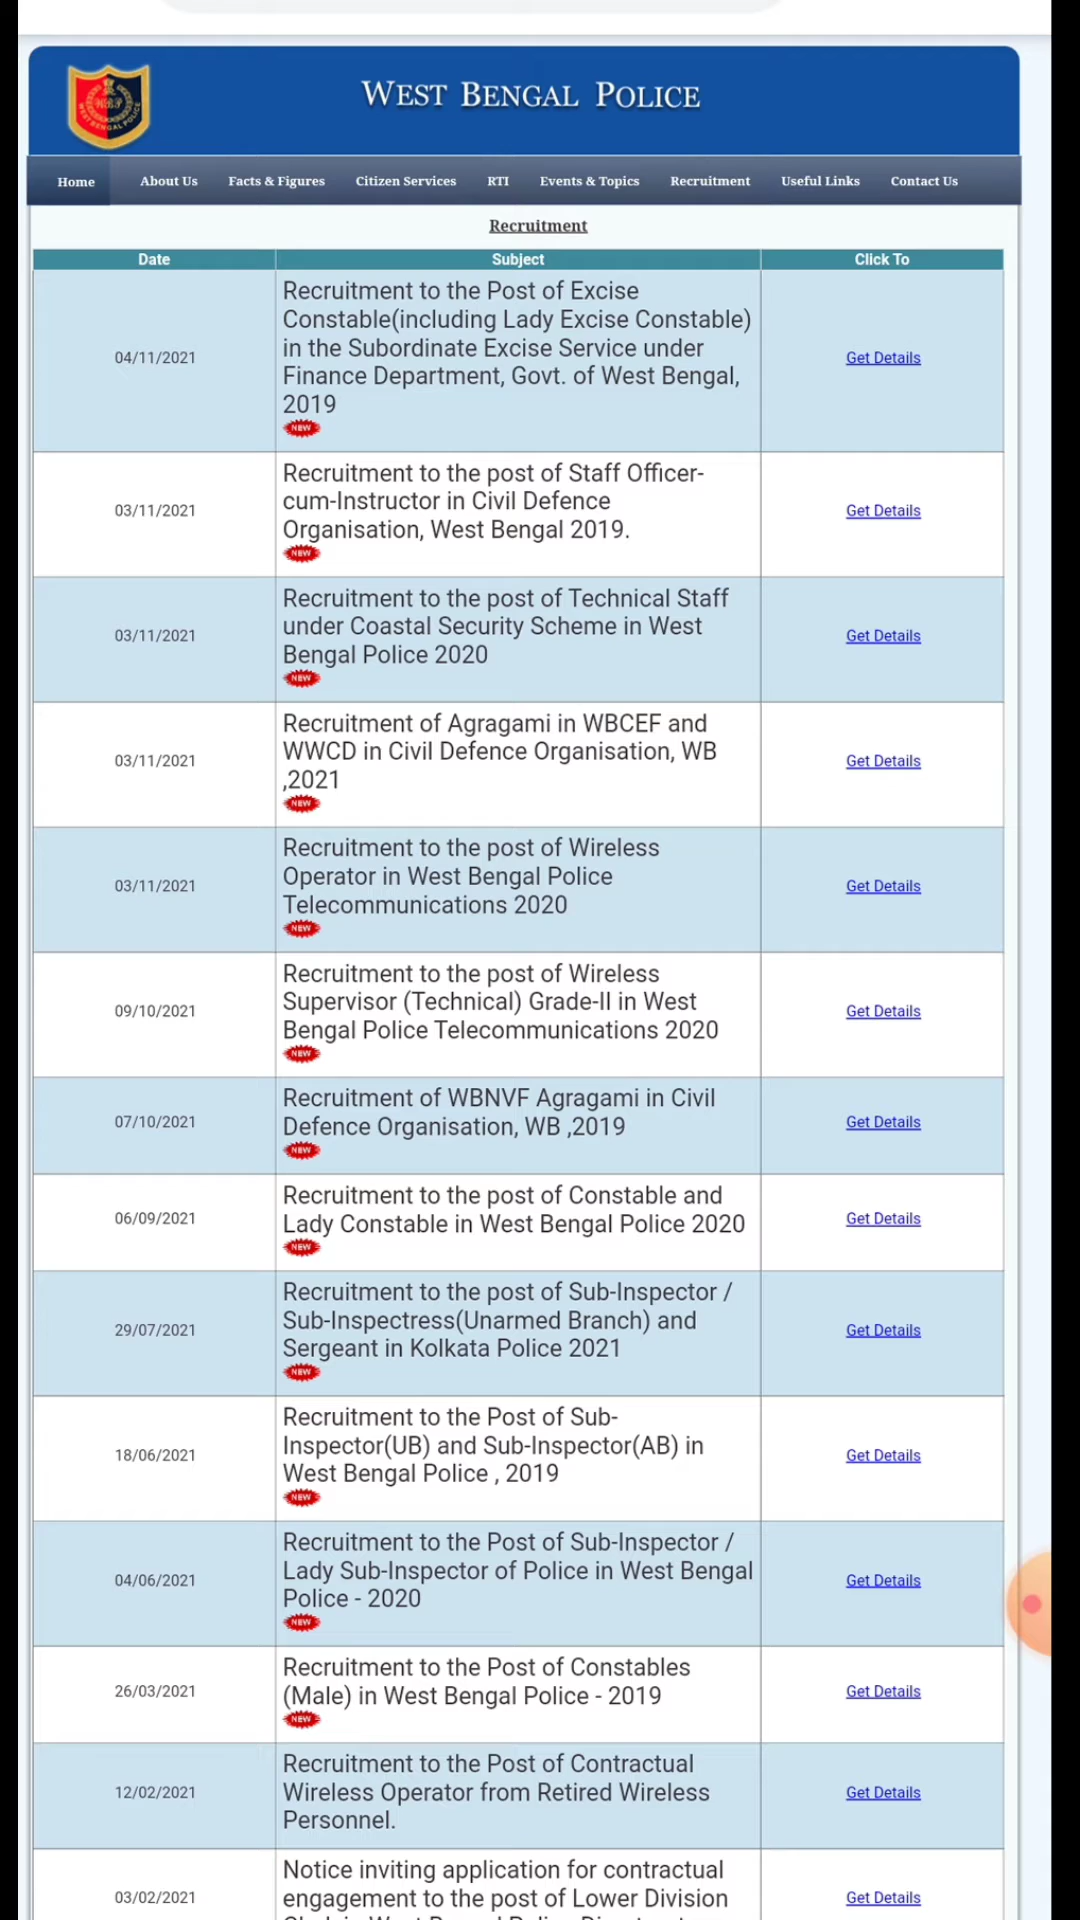 WEST BENGAL POLICE
Home About Us Facts & Figures Citizen Services RTI Events & Topics Recruitment Useful Links Contact Us
Recruitment
Date Subject Click To
Recruitment to the Post of Excise
Constable(including Lady Excise Constable)
04/11/2021 in the Subordinate Excise Service under Get Details
Finance Department, Govt. of West Bengal,
2019
NEW
Recruitment to the post of Staff Officer-
03/11/2021 cum-Instructor in Civil Defence Get Details
Organisation, West Bengal 2019.
NEW
Recruitment to the post of Technical Staff
03/11/2021 under Coastal Security Scheme in West Get Details
Bengal Police 2020
NEW
Recruitment of Agragami in WBCEF and
03/11/2021 WWCD in Civil Defence Organisation, WB Get Details
,2021
NEW
Recruitment to the post of Wireless
03/11/2021 Operator in West Bengal Police Get Details
Telecommunications 2020
NEW
Recruitment to the post of Wireless
09/10/2021 Supervisor (Technical) Grade-II in West Get Details
Bengal Police Telecommunications 2020
NEW
Recruitment of WBNVF Agragami in Civil
07/10/2021 Defence Organisation, WB ,2019 Get Details
NEW
Recruitment to the post of Constable and
06/09/2021 Lady Constable in West Bengal Police 2020 Get Details
NEW
Recruitment to the post of Sub-Inspector /
29/07/2021 Sub-Inspectress(Unarmed Branch) and Get Details
Sergeant in Kolkata Police 2021
NEW
Recruitment to the Post of Sub-
18/06/2021 Inspector(UB) and Sub-Inspector(AB) in Get Details
West Bengal Police , 2019
NEW
Recruitment to the Post of Sub-Inspector /
04/06/2021 Lady Sub-Inspector of Police in West Bengal Get Details
Police - 2020
NEW
Recruitment to the Post of Constables
26/03/2021 (Male) in West Bengal Police - 2019 Get Details
NEW
Recruitment to the Post of Contractual
12/02/2021 Wireless Operator from Retired Wireless Get Details
Personnel.
Notice inviting application for contractual
03/02/2021 engagement to the post of Lower Division Get Details